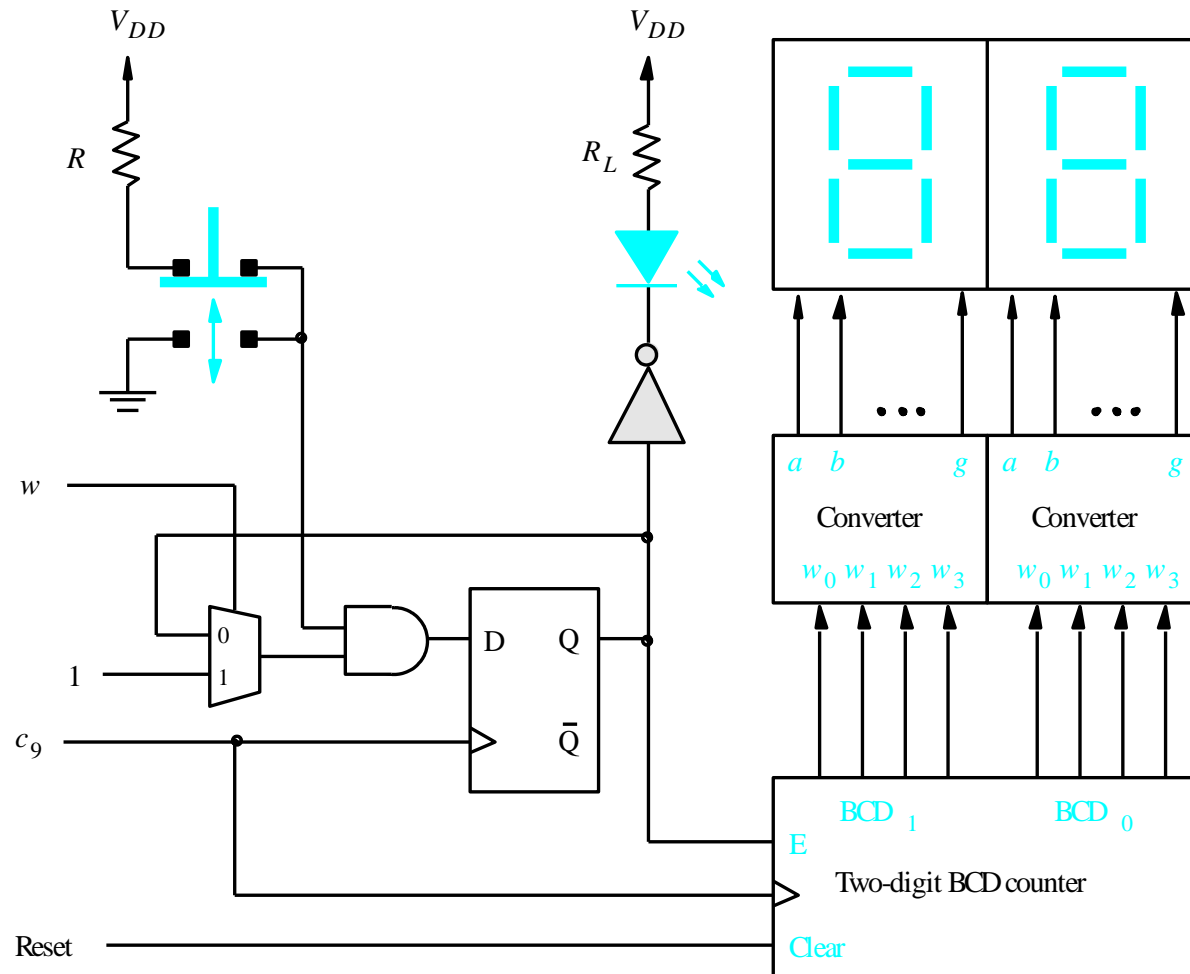 V_DD
V_DD
R
R_L
a b g a b g
w
Converter Converter
w_0 w_1 w_2 w_3 w_0 w_1 w_2 w_3
0
D Q
1
1
c_9
Q̅
BCD_1 BCD_0
E
Two-digit BCD counter
Reset
Clear